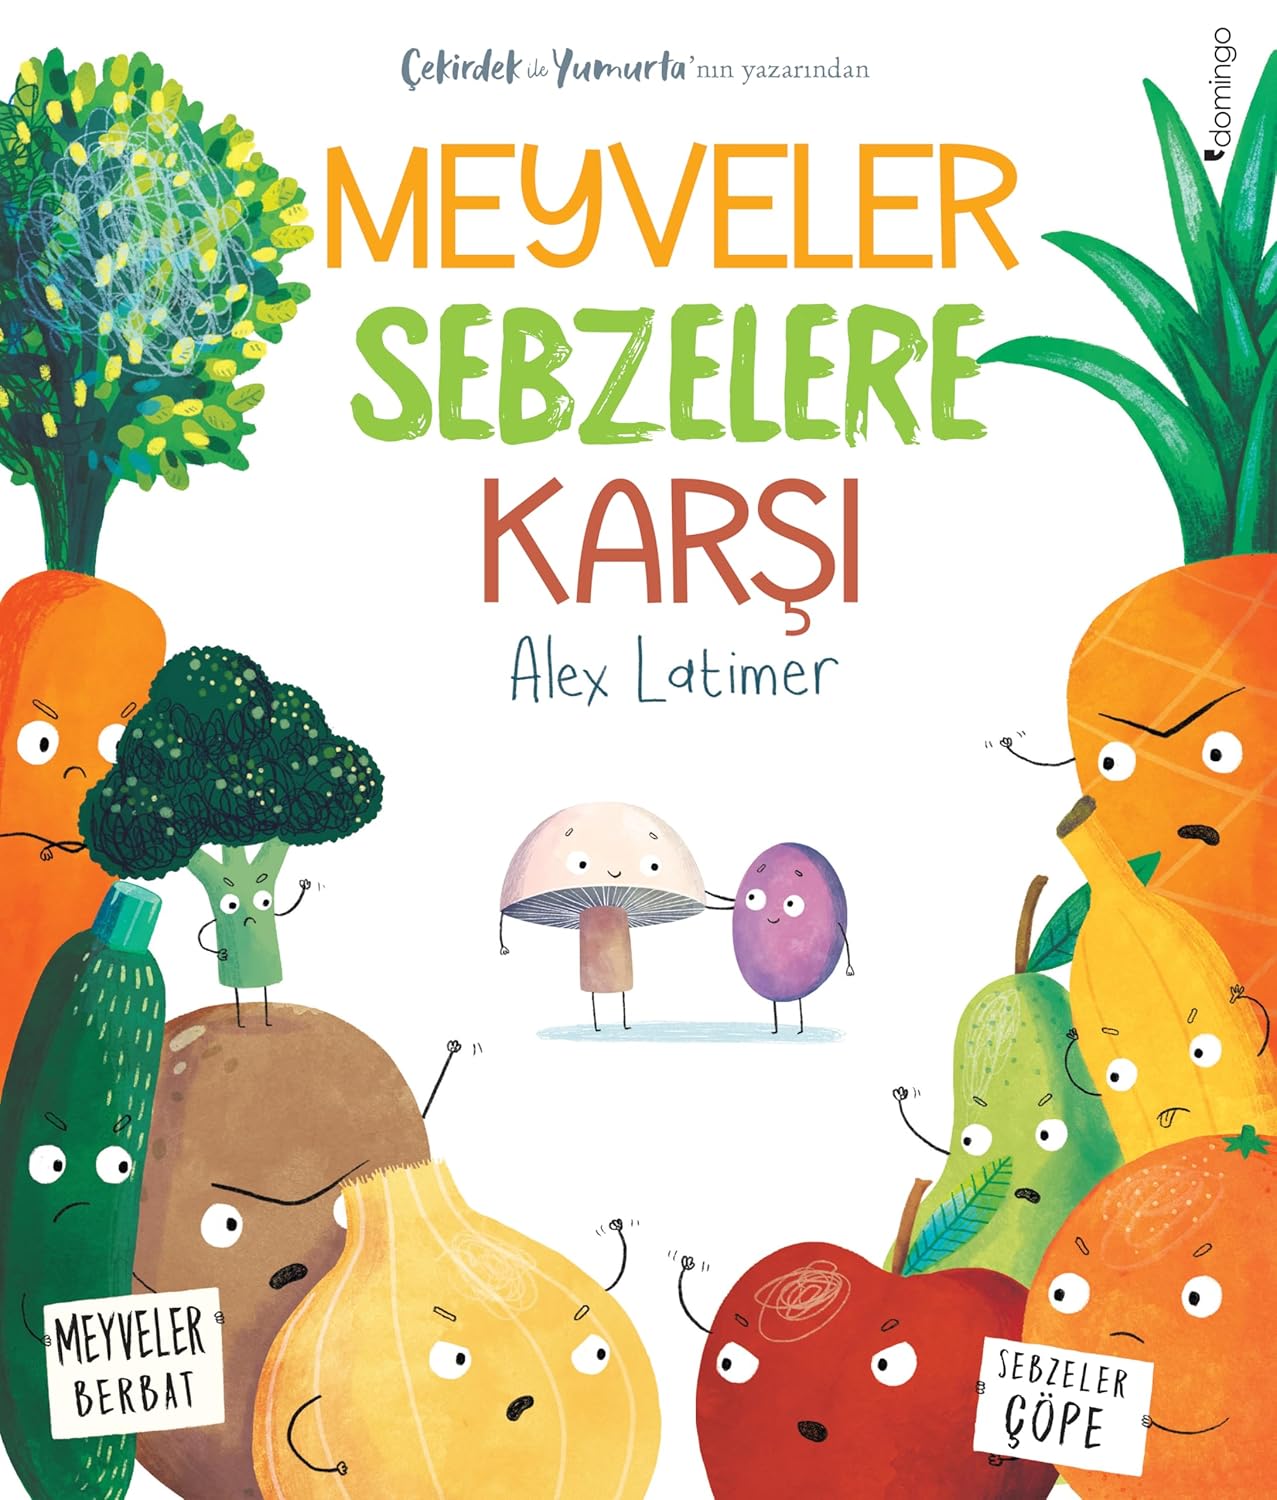 Çekirdek ile Yumurta'nın yazarından
domingo
MEYVELER
SEBZELERE
KARŞI
Alex Latimer
MEYVELER
BERBAT
SEBZELER
ÇÖPE